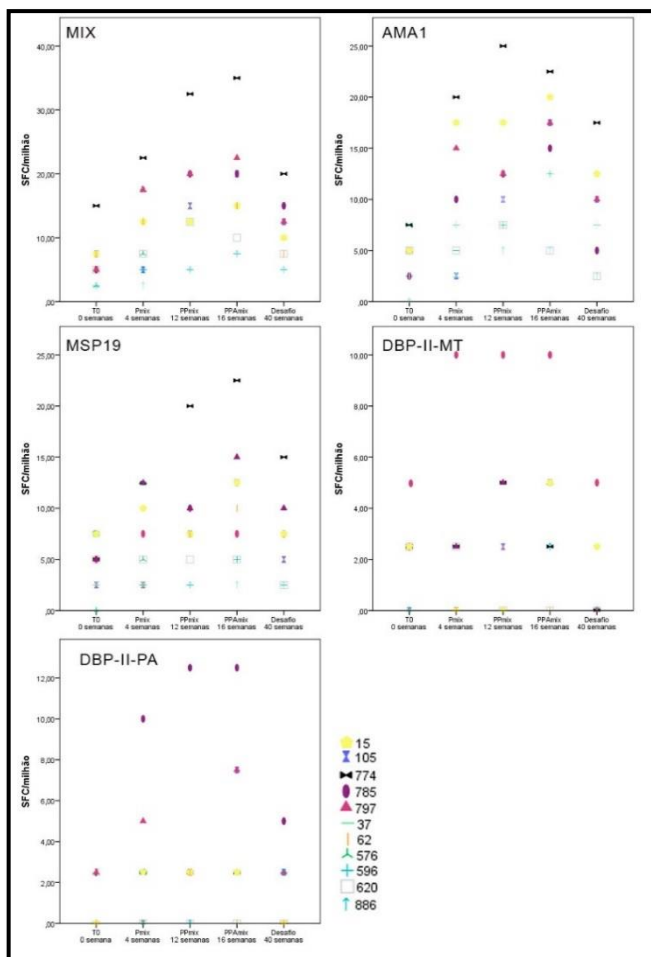 MIX
40,00
30,00
20,00
10,00
,00
SFC/milhão
T0 Pmix PPmix PPAmix Desafio
0 semanas 4 semanas 12 semanas 16 semanas 40 semanas
AMA1
25,00
20,00
15,00
10,00
5,00
,00
SFC/milhão
T0 Pmix PPmix PPAmix Desafio
0 semanas 4 semanas 12 semanas 16 semanas 40 semanas
MSP19
25,00
20,00
15,00
10,00
5,00
,00
SFC/milhão
T0 Pmix PPmix PPAmix Desafio
0 semanas 4 semanas 12 semanas 16 semanas 40 semanas
DBP-II-MT
10,00
8,00
6,00
4,00
2,00
,00
SFC/milhão
T0 Pmix PPmix PPAmix Desafio
0 semanas 4 semanas 12 semanas 16 semanas 40 semanas
DBP-II-PA
12,00
10,00
8,00
6,00
4,00
2,00
,00
SFC/milhão
T0 Pmix PPmix PPAmix Desafio
0 semana 4 semanas 12 semanas 16 semanas 40 semanas
15
105
774
785
797
37
62
576
596
620
886